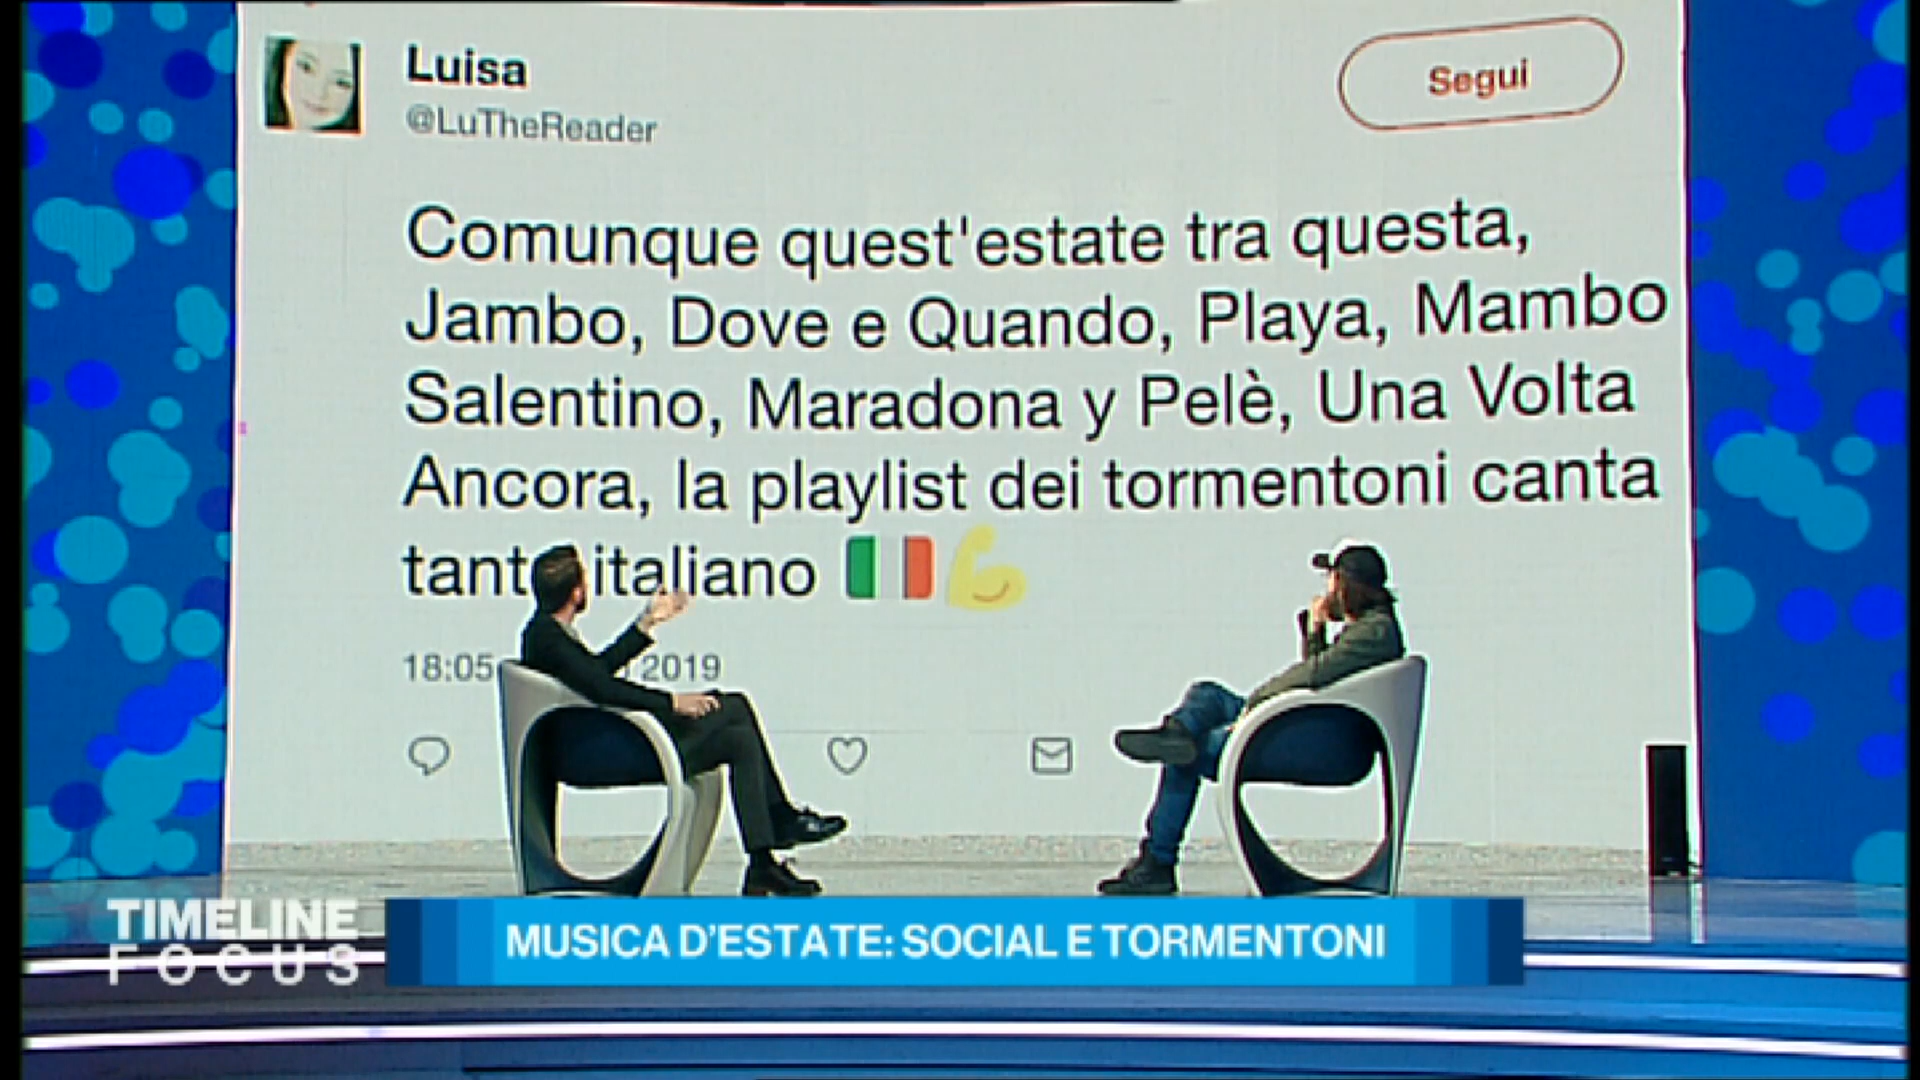 Luisa
@LuTheReader
Segui
Comunque quest'estate tra questa,
Jambo, Dove e Quando, Playa, Mambo
Salentino, Maradona y Pelè, Una Volta
Ancora, la playlist dei tormentoni canta
italiano 🇮🇹💪
18:05 2019
TIMELINE
FOCUS
MUSICA D'ESTATE: SOCIAL E TORMENTONI